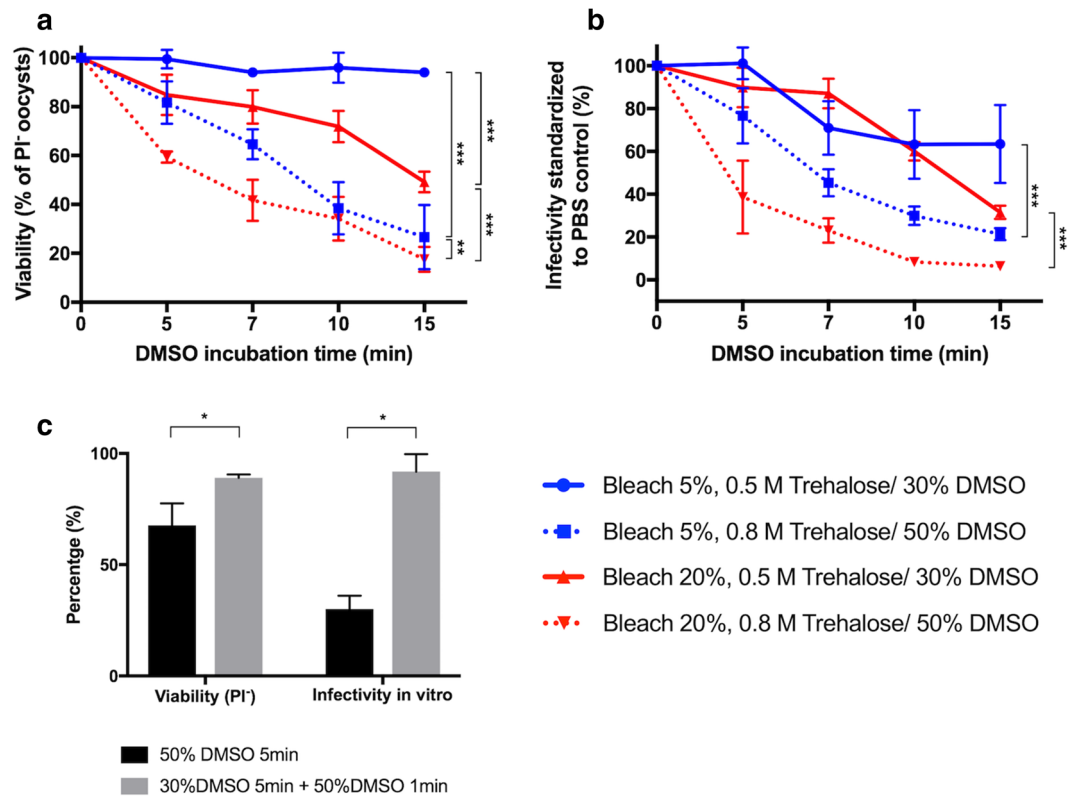 a
Viability (% of PI⁻ oocysts)
100
80
60
40
20
0
0 5 7 10 15
DMSO incubation time (min)
***
***
***
**
b
Infectivity standardized
to PBS control (%)
100
80
60
40
20
0
0 5 7 10 15
DMSO incubation time (min)
***
***
c
Percentge (%)
100
50
0
*
*
Viability (PI⁻)
Infectivity in vitro
50% DMSO 5min
30%DMSO 5min + 50%DMSO 1min
Bleach 5%, 0.5 M Trehalose/ 30% DMSO
Bleach 5%, 0.8 M Trehalose/ 50% DMSO
Bleach 20%, 0.5 M Trehalose/ 30% DMSO
Bleach 20%, 0.8 M Trehalose/ 50% DMSO